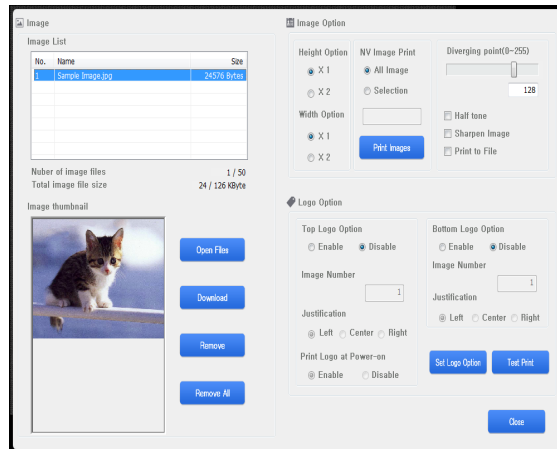 Image
Image List
No. Name Size
1 Sample Image.jpg 24576 Bytes
Nuber of image files 1 / 50
Total image file size 24 / 126 KByte
Image thumbnail
Open Files
Download
Remove
Remove All
Image Option
Height Option
X 1
X 2
Width Option
X 1
X 2
NV Image Print
All Image
Selection
Print Images
Diverging point(0~255)
128
Half tone
Sharpen Image
Print to File
Logo Option
Top Logo Option
Enable Disable
Image Number
1
Justification
Left Center Right
Print Logo at Power-on
Enable Disable
Bottom Logo Option
Enable Disable
Image Number
1
Justification
Left Center Right
Set Logo Option
Test Print
Close